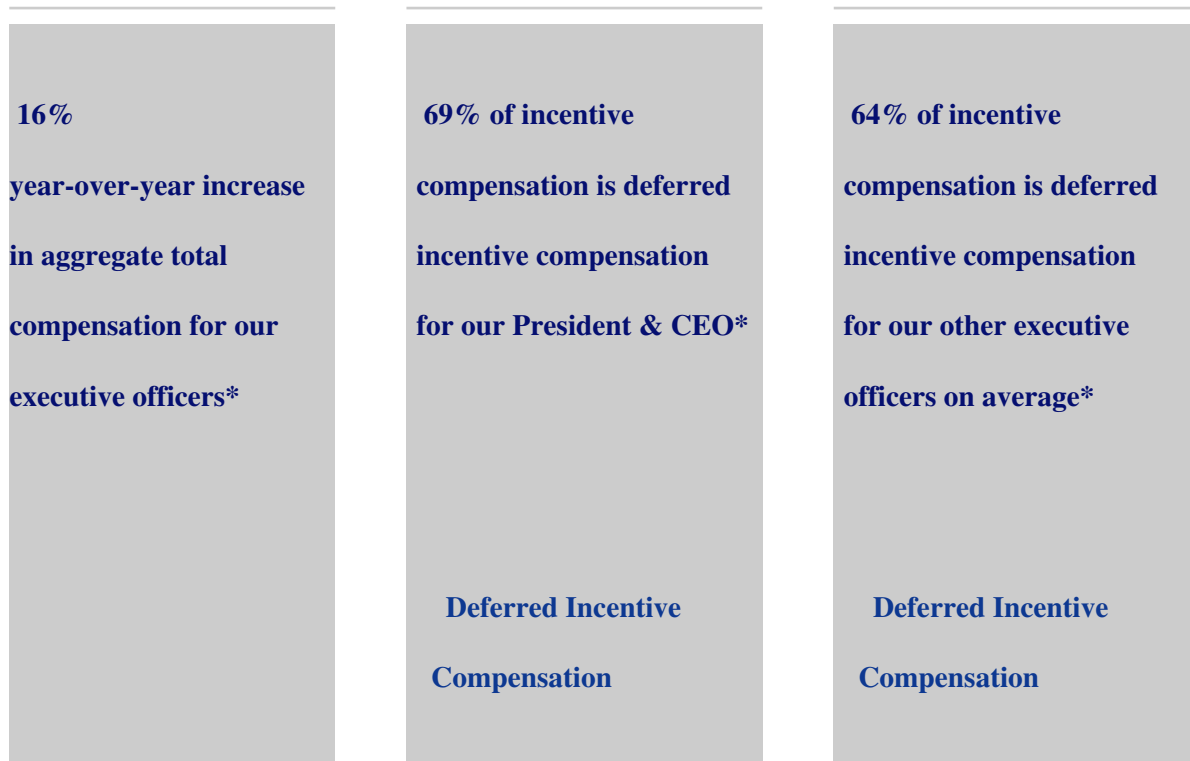 16%
year-over-year increase
in aggregate total
compensation for our
executive officers*
69% of incentive
compensation is deferred
incentive compensation
for our President & CEO*
Deferred Incentive
Compensation
64% of incentive
compensation is deferred
incentive compensation
for our other executive
officers on average*
Deferred Incentive
Compensation